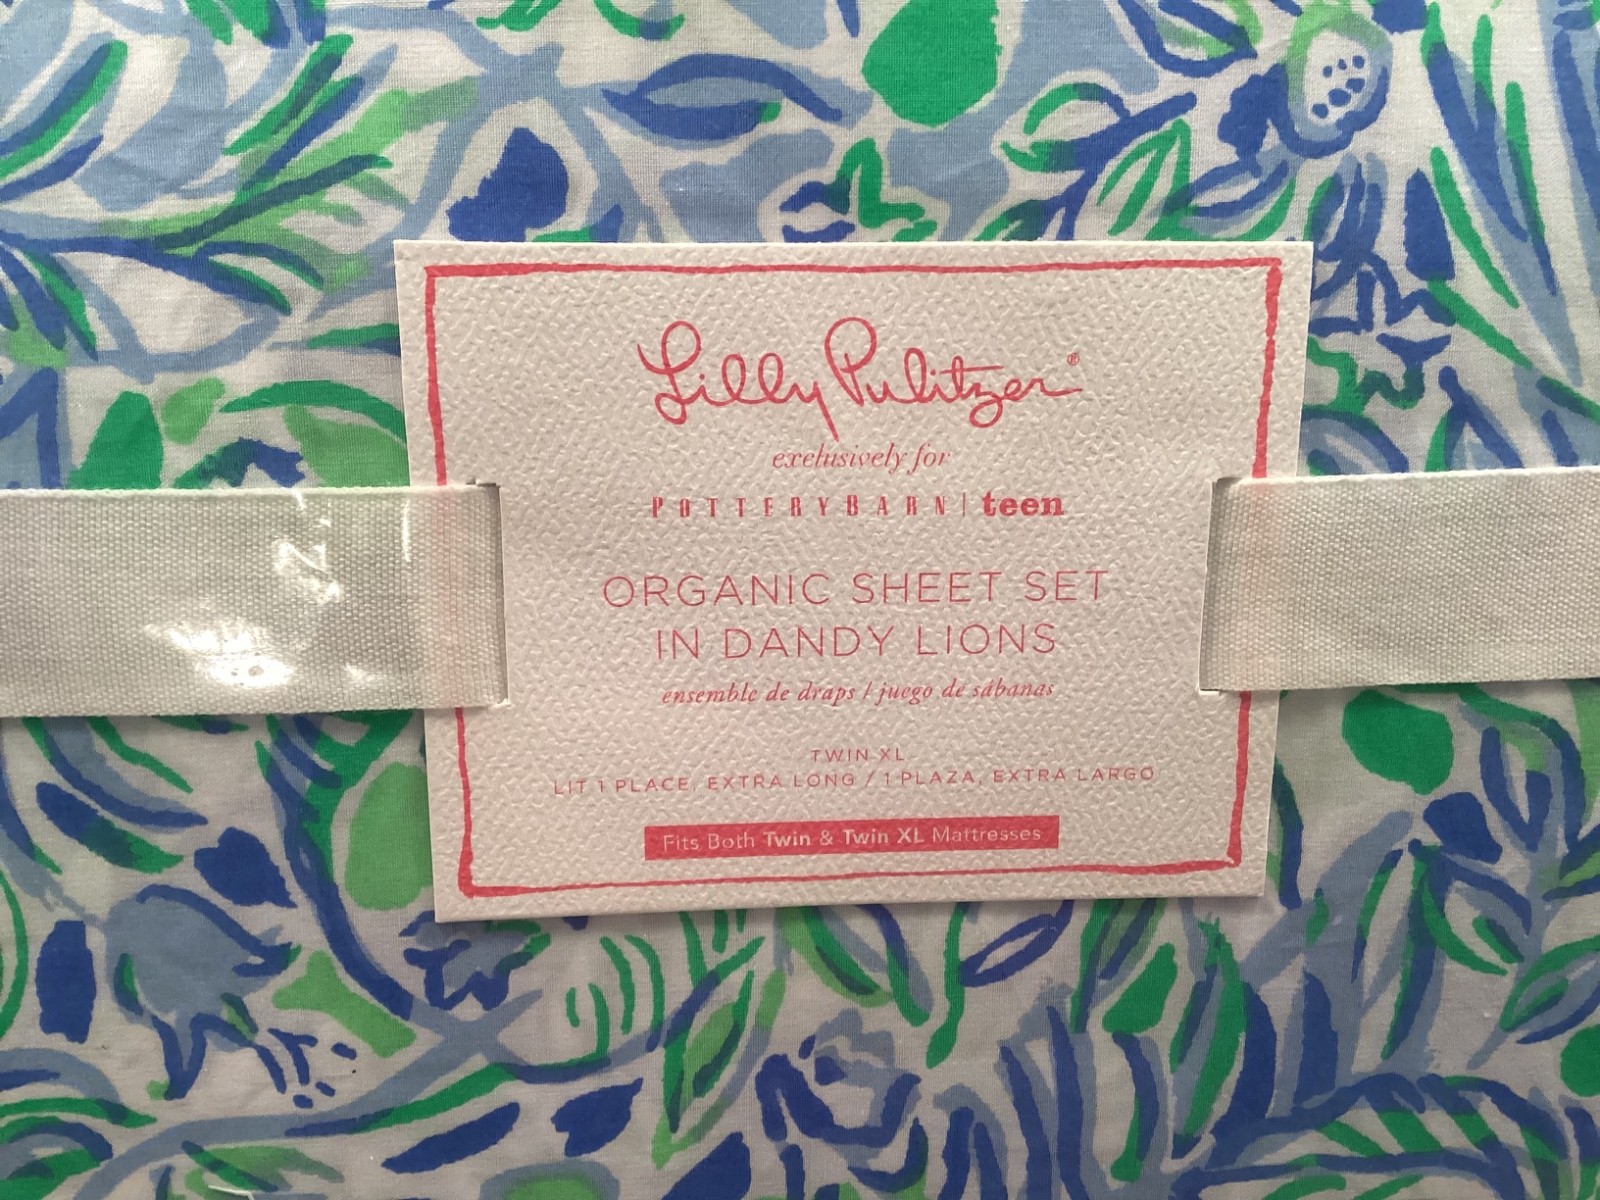 Lilly Pulitzer®
exclusively for
POTTERYBARN | teen
ORGANIC SHEET SET
IN DANDY LIONS
ensemble de draps / juego de sábanas
TWIN XL
LIT 1 PLACE, EXTRA LONG / 1 PLAZA, EXTRA LARGO
Fits Both Twin & Twin XL Mattresses